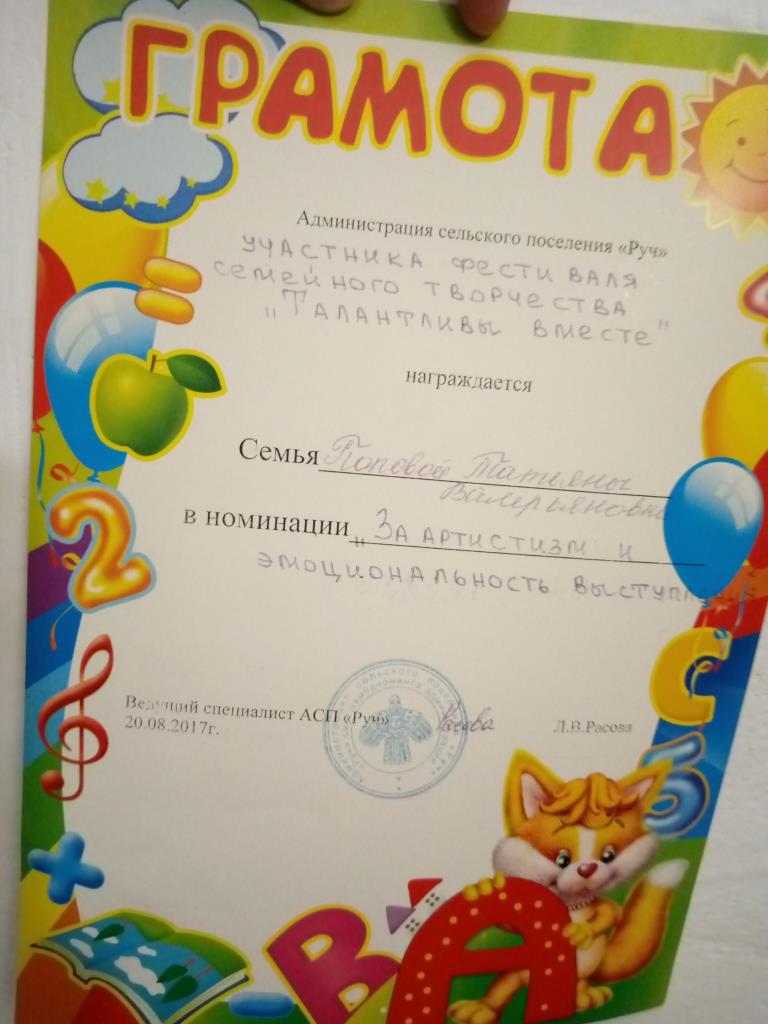 ГРАМОТА
Администрация сельского поселения «Руч»
УЧАСТНИКА ФЕСТИВАЛЯ
СЕМЕЙНОГО ТВОРЧЕСТВА
„ТАЛАНТЛИВЫ ВМЕСТЕ"
награждается
Семья Поповой Татьяны
Валерьяновны
в номинации „ЗА АРТИСТИЗМ И
ЭМОЦИОНАЛЬНОСТЬ
Ведущий специалист АСП «Руч» Л.В.Расова
20.08.2017г.
2
С
Б
В
А